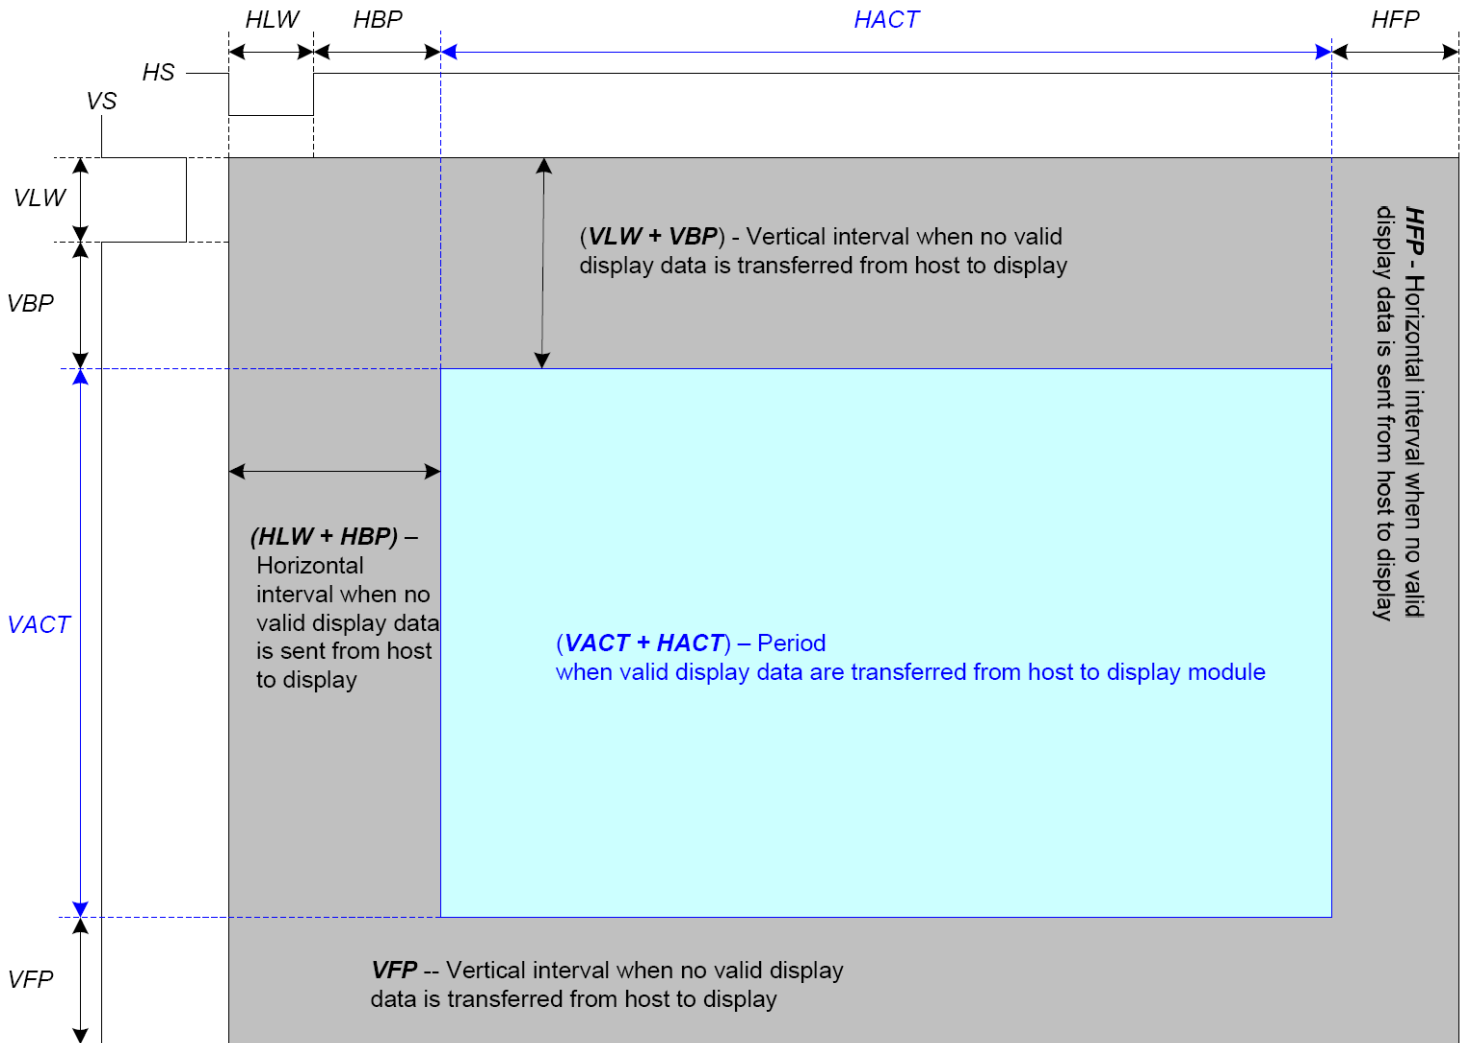 HLW
HBP
HACT
HFP
HS
VS
VLW
VBP
VACT
VFP
(VLW + VBP) - Vertical interval when no valid
display data is transferred from host to display
HFP - Horizontal interval when no valid
display data is sent from host to display
(HLW + HBP) –
Horizontal
interval when no
valid display data
is sent from host
to display
(VACT + HACT) – Period
when valid display data are transferred from host to display module
VFP -- Vertical interval when no valid display
data is transferred from host to display